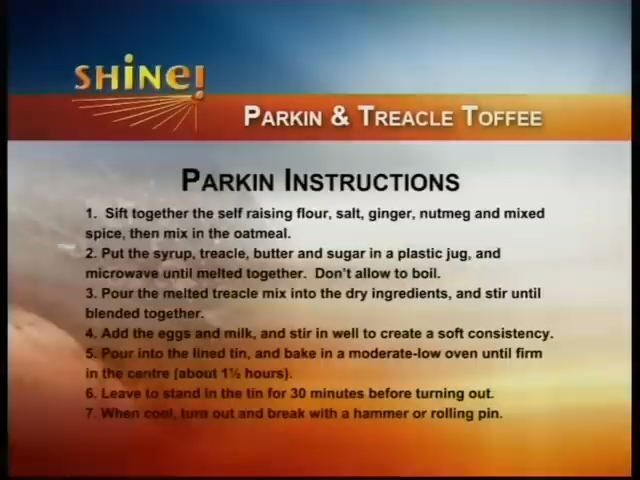 SHiNe!
PARKIN & TREACLE TOFFEE
PARKIN INSTRUCTIONS
1. Sift together the self raising flour, salt, ginger, nutmeg and mixed
spice, then mix in the oatmeal.
2. Put the syrup, treacle, butter and sugar in a plastic jug, and
microwave until melted together. Don't allow to boil.
3. Pour the melted treacle mix into the dry ingredients, and stir until
blended together.
4. Add the eggs and milk, and stir in well to create a soft consistency.
5. Pour into the lined tin, and bake in a moderate-low oven until firm
in the centre (about 1½ hours).
6. Leave to stand in the tin for 30 minutes before turning out.
7. When cool, turn out and break with a hammer or rolling pin.